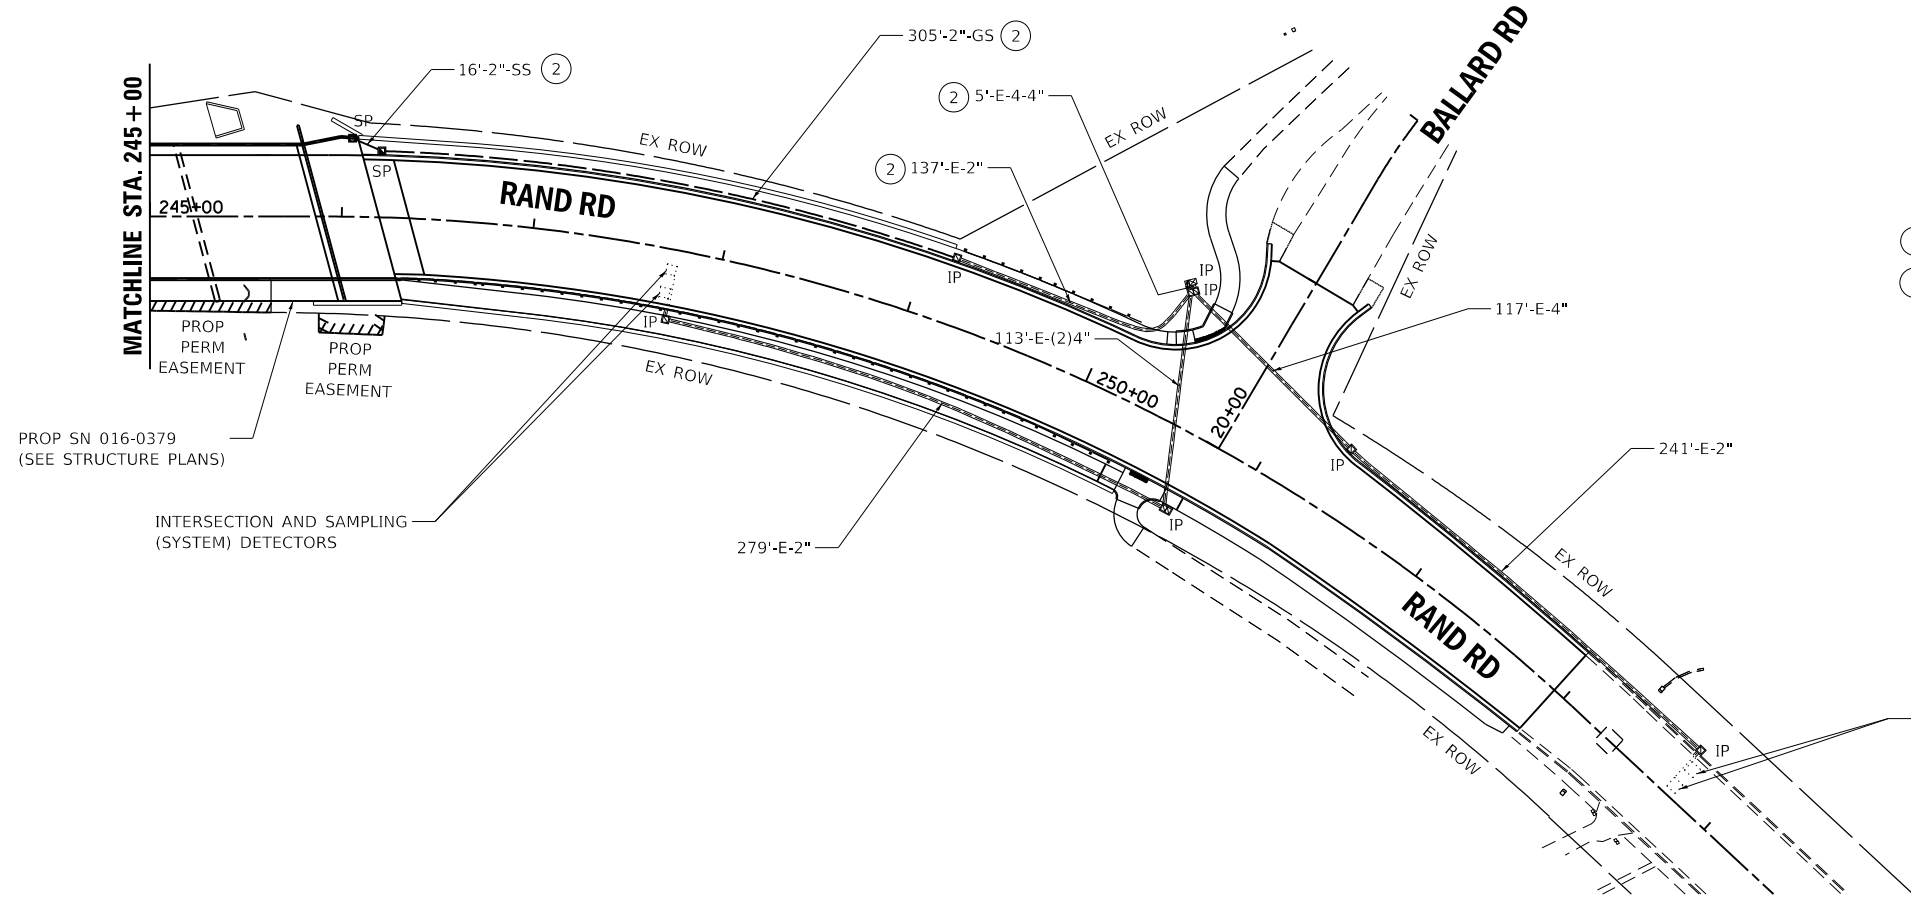 MATCHLINE STA. 245+00
16'-2"-SS 2
305'-2"-GS 2
2 5'-E-4-4"
2 137'-E-2"
BALLARD RD
EX ROW
EX ROW
EX ROW
SP
SP
245+00
RAND RD
IP
IP
IP
117'-E-4"
113'-E-(2)4"
IP
PROP
PERM
EASEMENT
PROP
PERM
EASEMENT
EX ROW
250+00
20+00
PROP SN 016-0379
(SEE STRUCTURE PLANS)
IP
241'-E-2"
INTERSECTION AND SAMPLING
(SYSTEM) DETECTORS
279'-E-2"
IP
EX ROW
RAND RD
EX ROW
IP